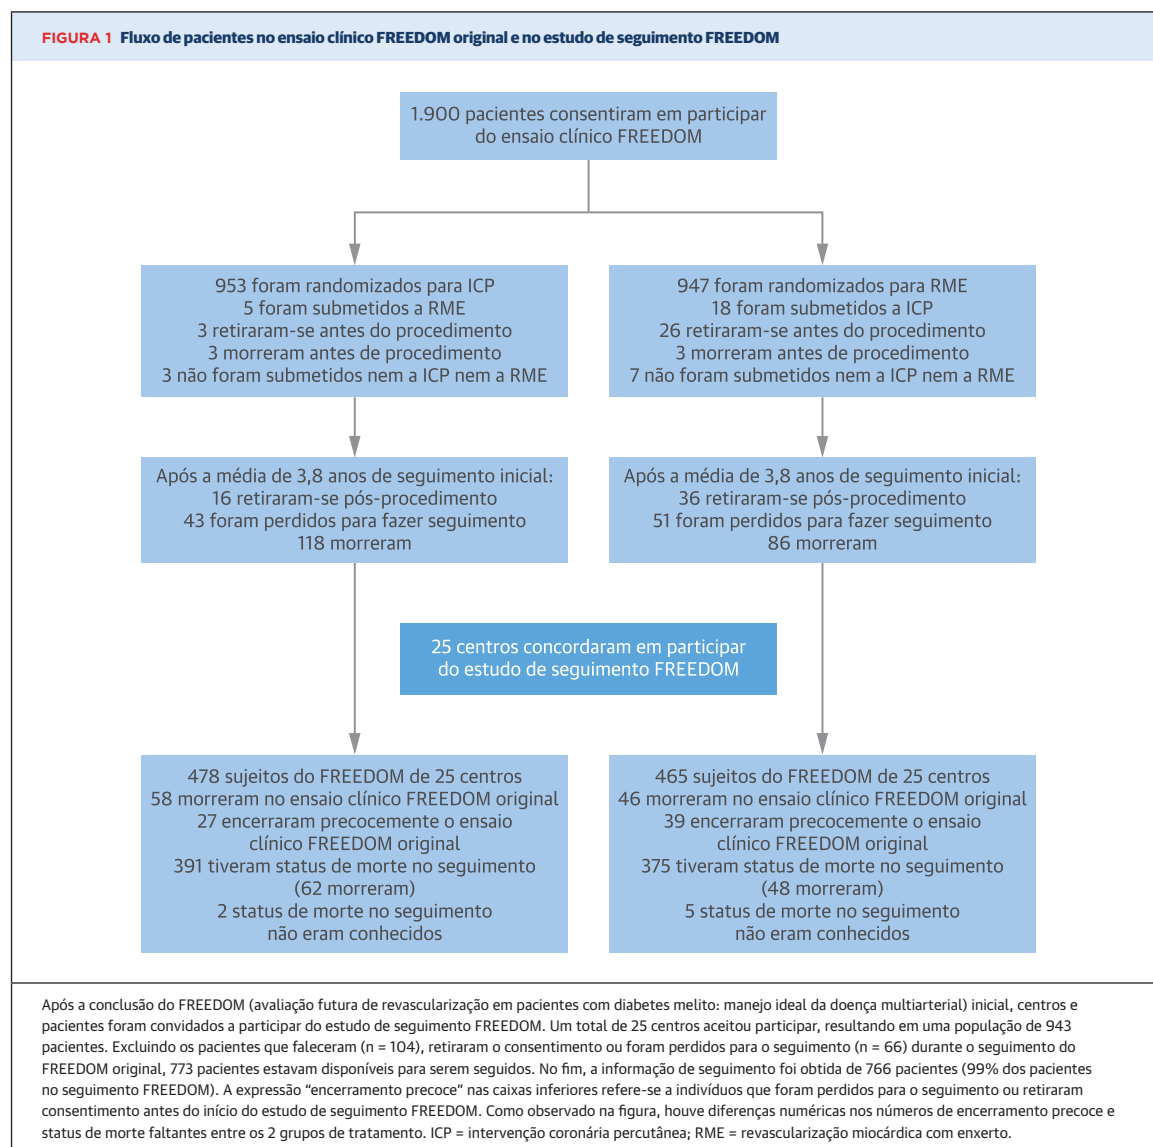 FIGURA 1 Fluxo de pacientes no ensaio clínico FREEDOM original e no estudo de seguimento FREEDOM
1.900 pacientes consentiram em participar
do ensaio clínico FREEDOM
953 foram randomizados para ICP
5 foram submetidos a RME
3 retiraram-se antes do procedimento
3 morreram antes de procedimento
3 não foram submetidos nem a ICP nem a RME
947 foram randomizados para RME
18 foram submetidos a ICP
26 retiraram-se antes do procedimento
3 morreram antes de procedimento
7 não foram submetidos nem a ICP nem a RME
Após a média de 3,8 anos de seguimento inicial:
16 retiraram-se pós-procedimento
43 foram perdidos para fazer seguimento
118 morreram
Após a média de 3,8 anos de seguimento inicial:
36 retiraram-se pós-procedimento
51 foram perdidos para fazer seguimento
86 morreram
25 centros concordaram em participar
do estudo de seguimento FREEDOM
478 sujeitos do FREEDOM de 25 centros
58 morreram no ensaio clínico FREEDOM original
27 encerraram precocemente o ensaio
clínico FREEDOM original
391 tiveram status de morte no seguimento
(62 morreram)
2 status de morte no seguimento
não eram conhecidos
465 sujeitos do FREEDOM de 25 centros
46 morreram no ensaio clínico FREEDOM original
39 encerraram precocemente o ensaio
clínico FREEDOM original
375 tiveram status de morte no seguimento
(48 morreram)
5 status de morte no seguimento
não eram conhecidos
Após a conclusão do FREEDOM (avaliação futura de revascularização em pacientes com diabetes melito: manejo ideal da doença multiarterial) inicial, centros e
pacientes foram convidados a participar do estudo de seguimento FREEDOM. Um total de 25 centros aceitou participar, resultando em uma população de 943
pacientes. Excluindo os pacientes que faleceram (n = 104), retiraram o consentimento ou foram perdidos para o seguimento (n = 66) durante o seguimento do
FREEDOM original, 773 pacientes estavam disponíveis para serem seguidos. No fim, a informação de seguimento foi obtida de 766 pacientes (99% dos pacientes
no seguimento FREEDOM). A expressão “encerramento precoce” nas caixas inferiores refere-se a indivíduos que foram perdidos para o seguimento ou retiraram
consentimento antes do início do estudo de seguimento FREEDOM. Como observado na figura, houve diferenças numéricas nos números de encerramento precoce e
status de morte faltantes entre os 2 grupos de tratamento. ICP = intervenção coronária percutânea; RME = revascularização miocárdica com enxerto.